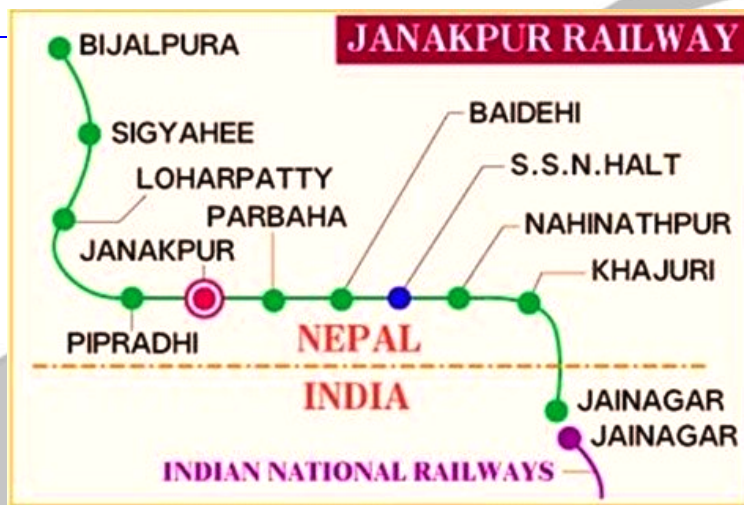 JANAKPUR RAILWAY
BIJALPURA
SIGYAHEE
LOHARPATTY
JANAKPUR
PARBAHA
BAIDEHI
S.S.N.HALT
NAHINATHPUR
KHAJURI
PIPRADHI
NEPAL
INDIA
JAINAGAR
JAINAGAR
INDIAN NATIONAL RAILWAYS